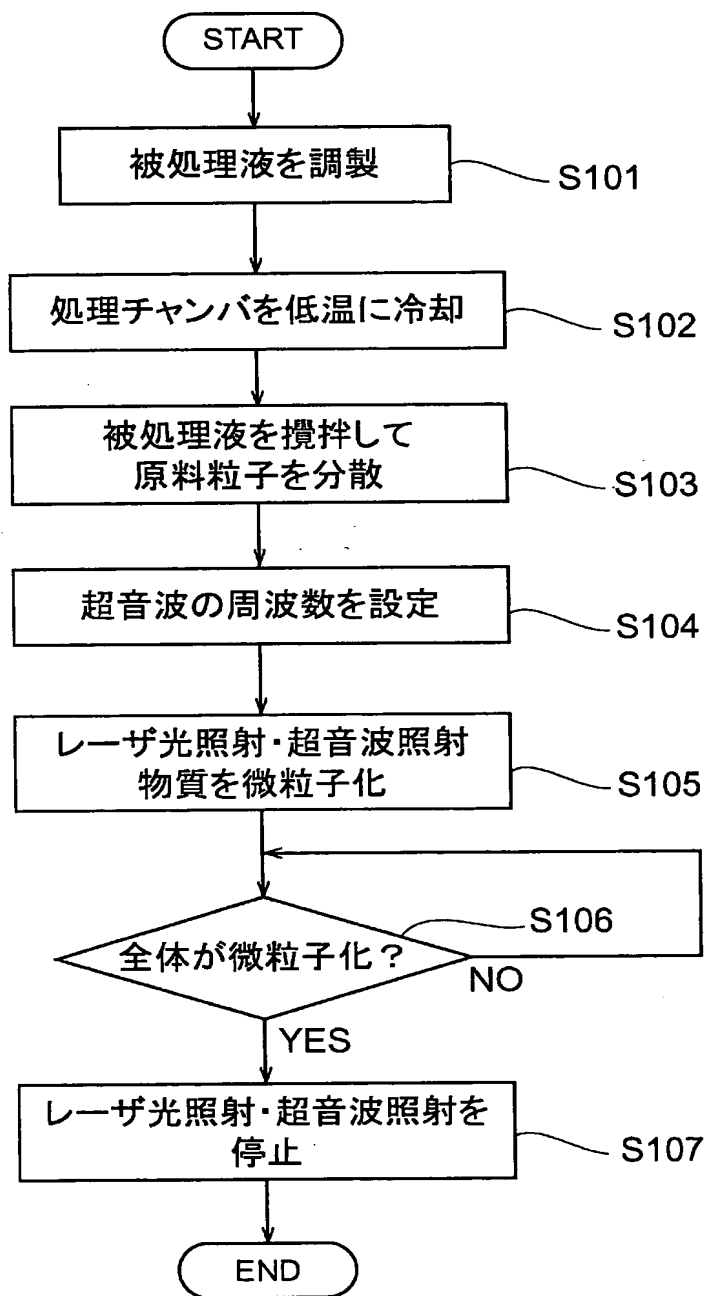 START
被処理液を調製
S101
処理チャンバを低温に冷却
S102
被処理液を攪拌して
原料粒子を分散
S103
超音波の周波数を設定
S104
レーザ光照射・超音波照射
物質を微粒子化
S105
S106
全体が微粒子化？
NO
YES
レーザ光照射・超音波照射を
停止
S107
END